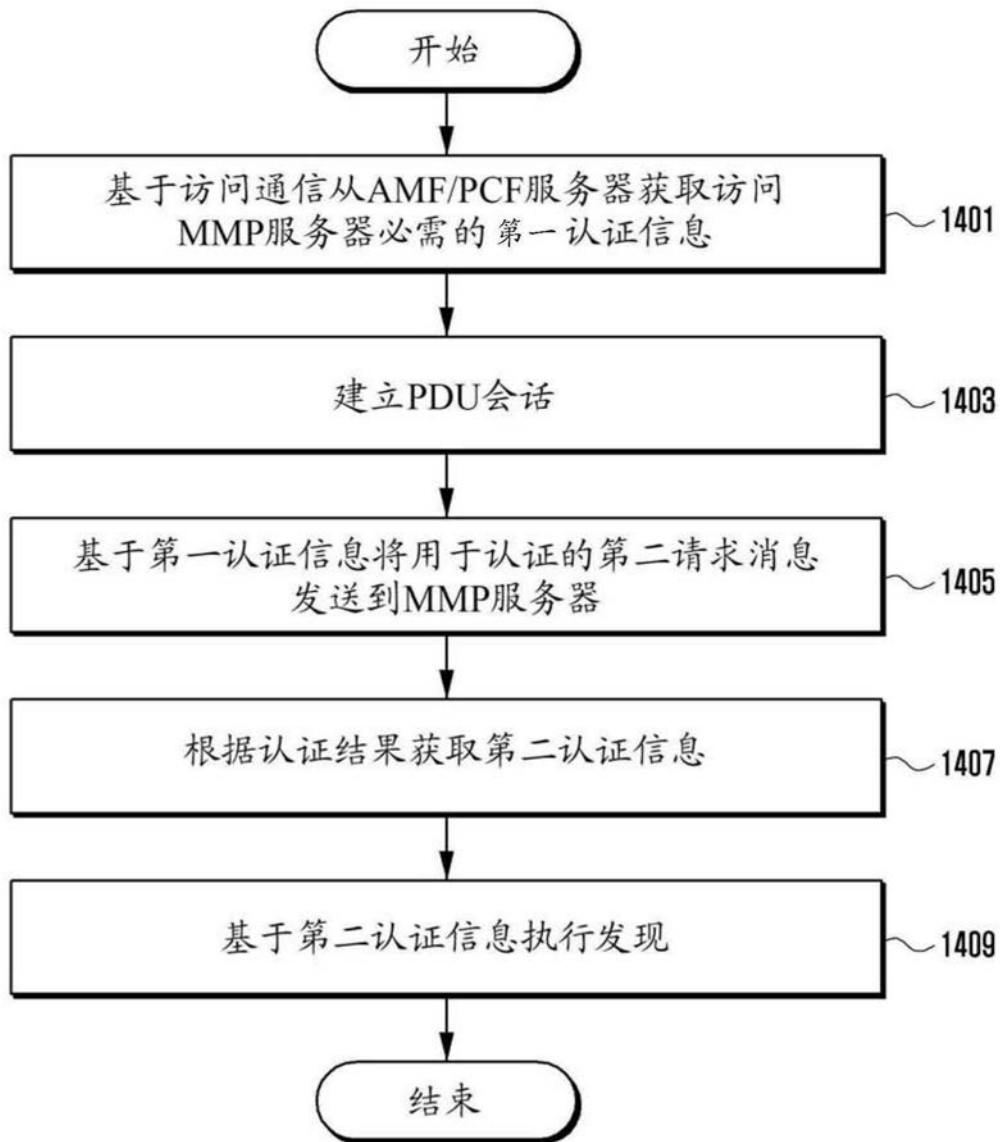 开始
基于访问通信从AMF/PCF服务器获取访问
MMP服务器必需的第一认证信息
1401
建立PDU会话
1403
基于第一认证信息将用于认证的第二请求消息
发送到MMP服务器
1405
根据认证结果获取第二认证信息
1407
基于第二认证信息执行发现
1409
结束